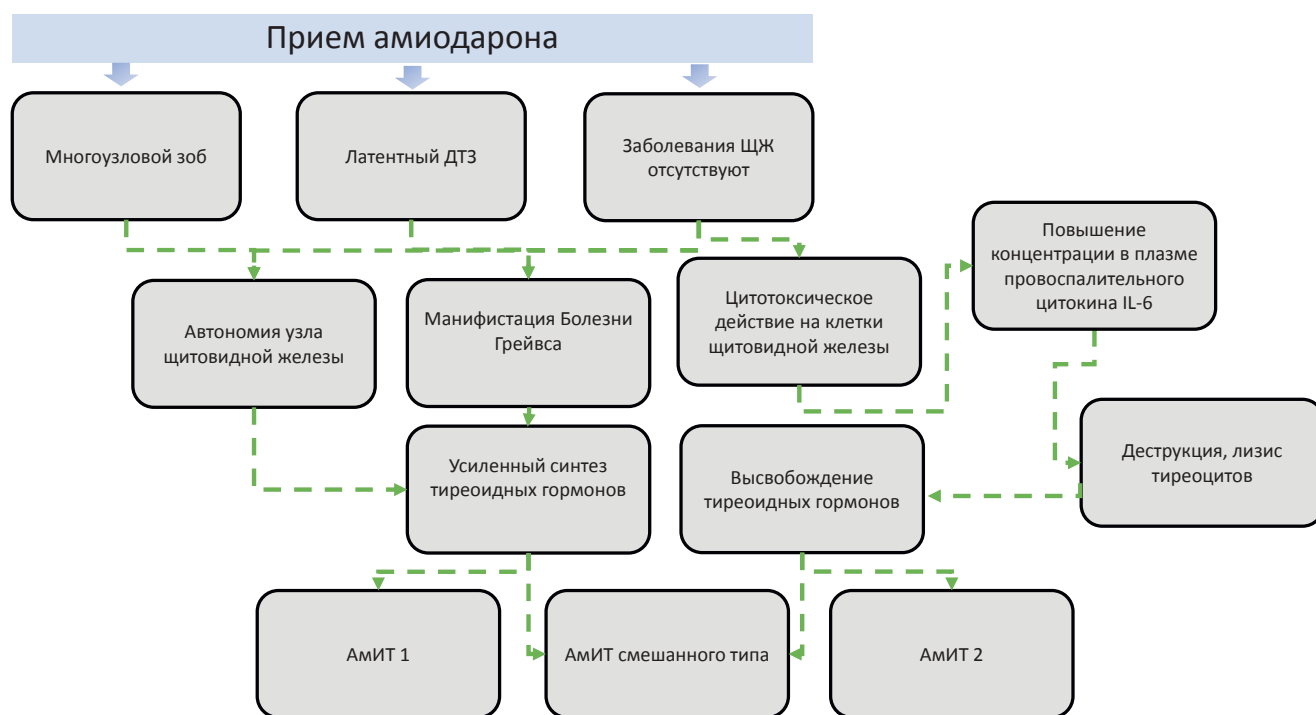 Прием амиодарона
Многоузловой зоб
Латентный ДТЗ
Заболевания ЩЖ
отсутствуют
Повышение
концентрации в плазме
провоспалительного
цитокина IL-6
Автономия узла
щитовидной железы
Манифистация Болезни
Грейвса
Цитотоксическое
действие на клетки
щитовидной железы
Усиленный синтез
тиреоидных гормонов
Высвобождение
тиреоидных гормонов
Деструкция, лизис
тиреоцитов
АмИТ 1
АмИТ смешанного типа
АмИТ 2